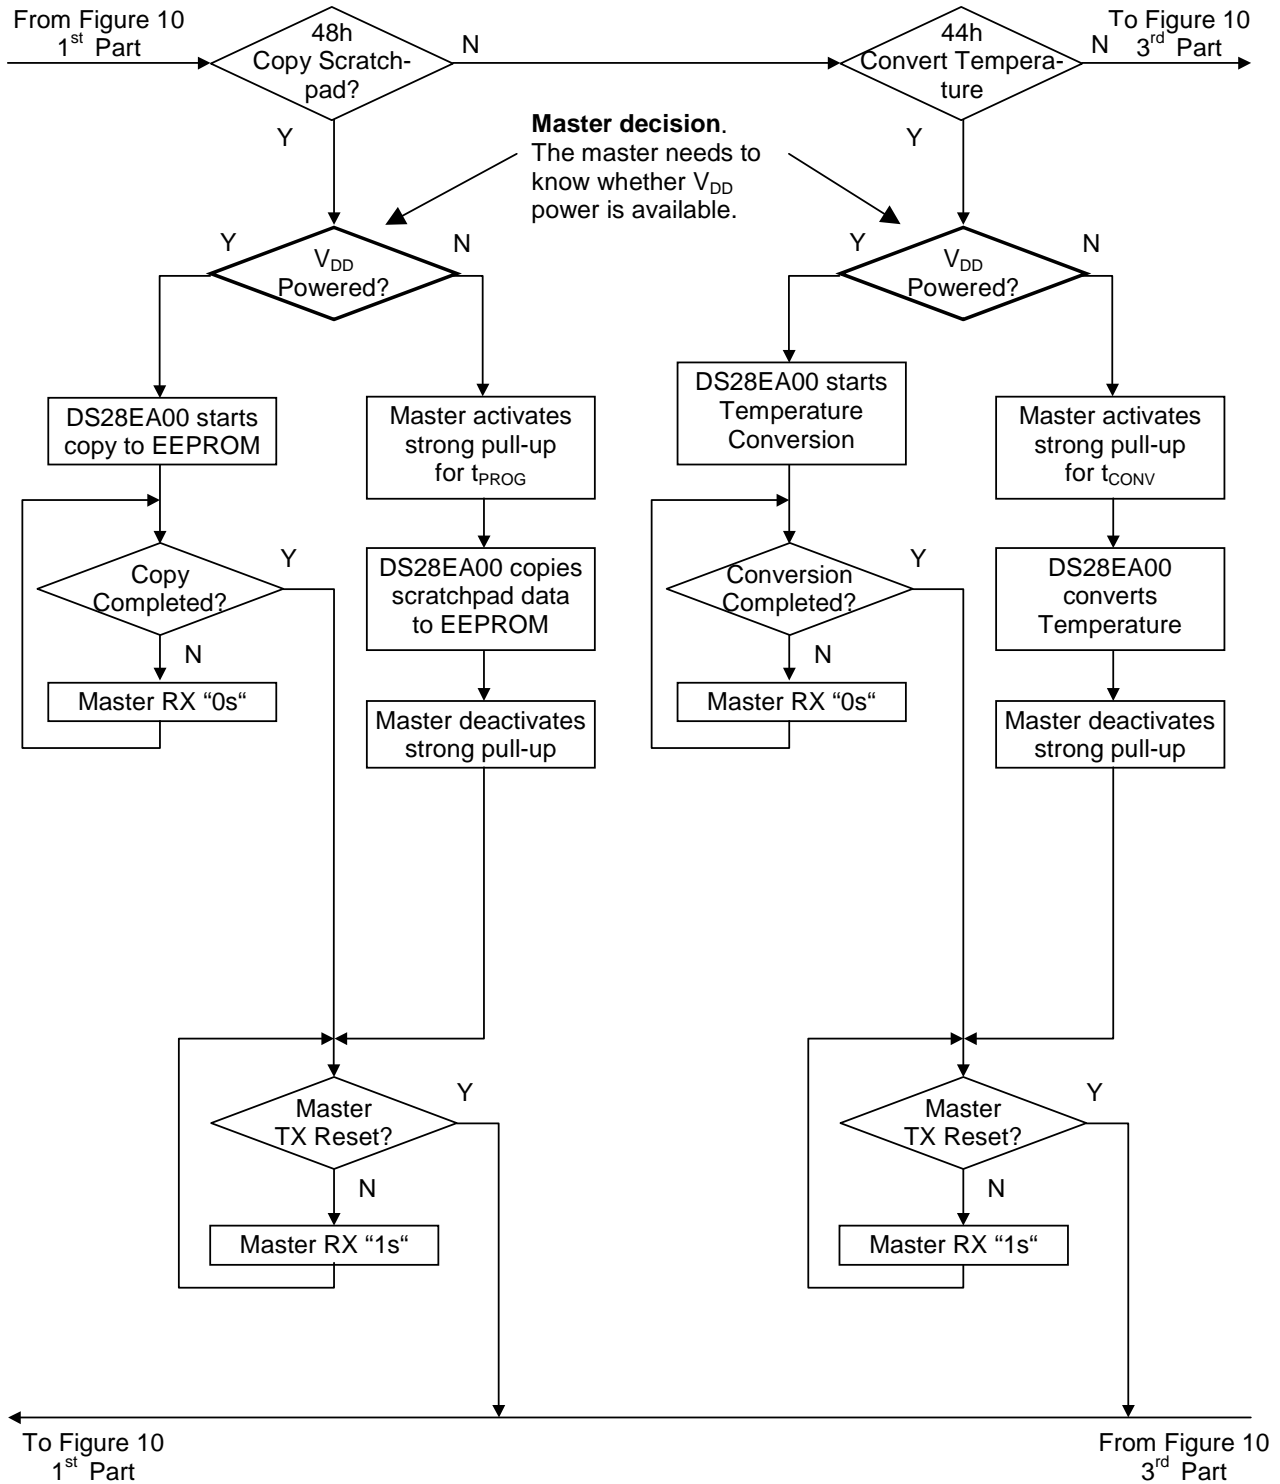 From Figure 10
1st Part
48h
Copy Scratch-
pad?
N
Y
44h
Convert Tempera-
ture
N
Y
To Figure 10
3rd Part
Master decision.
The master needs to
know whether VDD
power is available.
Y
VDD
Powered?
N
Y
VDD
Powered?
N
DS28EA00 starts
copy to EEPROM
Master activates
strong pull-up
for tPROG
DS28EA00 starts
Temperature
Conversion
Master activates
strong pull-up
for tCONV
Copy
Completed?
Y
N
DS28EA00 copies
scratchpad data
to EEPROM
Conversion
Completed?
Y
N
DS28EA00
converts
Temperature
Master RX “0s“
Master deactivates
strong pull-up
Master RX “0s“
Master deactivates
strong pull-up
Master
TX Reset?
Y
N
Master RX “1s“
Master
TX Reset?
Y
N
Master RX “1s“
To Figure 10
1st Part
From Figure 10
3rd Part